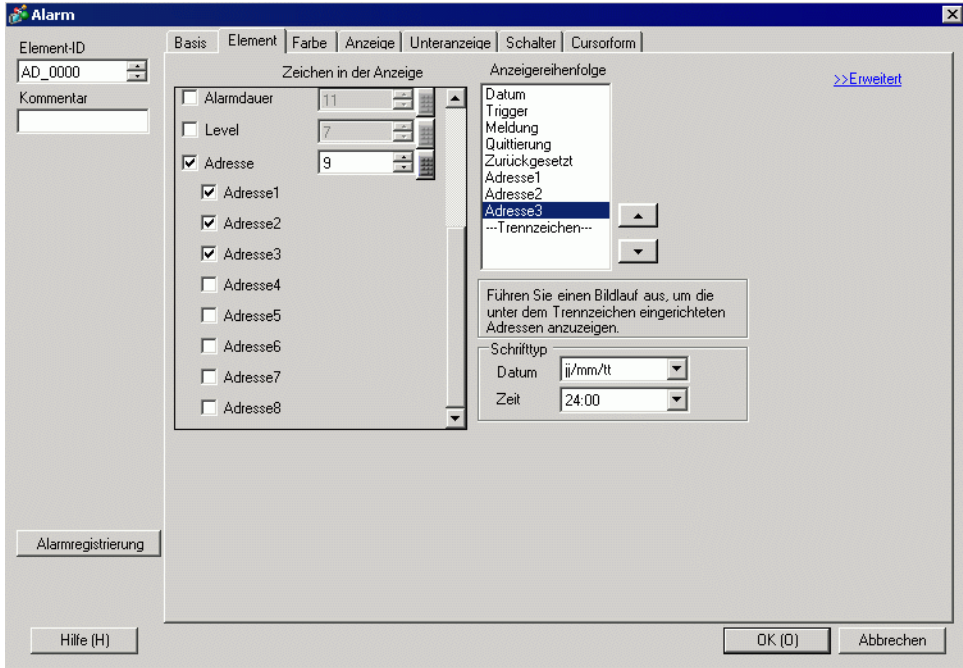 Alarm
Element-ID
AD_0000
Kommentar
Basis Element Farbe Anzeige Unteranzeige Schalter Cursorform
Zeichen in der Anzeige
Alarmdauer 11
Level 7
Adresse 9
Adresse1
Adresse2
Adresse3
Adresse4
Adresse5
Adresse6
Adresse7
Adresse8
Anzeigereihenfolge
Datum
Trigger
Meldung
Quittierung
Zurückgesetzt
Adresse1
Adresse2
Adresse3
---Trennzeichen---
>>Erweitert
Führen Sie einen Bildlauf aus, um die
unter dem Trennzeichen eingerichteten
Adressen anzuzeigen.
Schrifttyp
Datum jj/mm/tt
Zeit 24:00
Alarmregistrierung
Hilfe (H) OK (O) Abbrechen